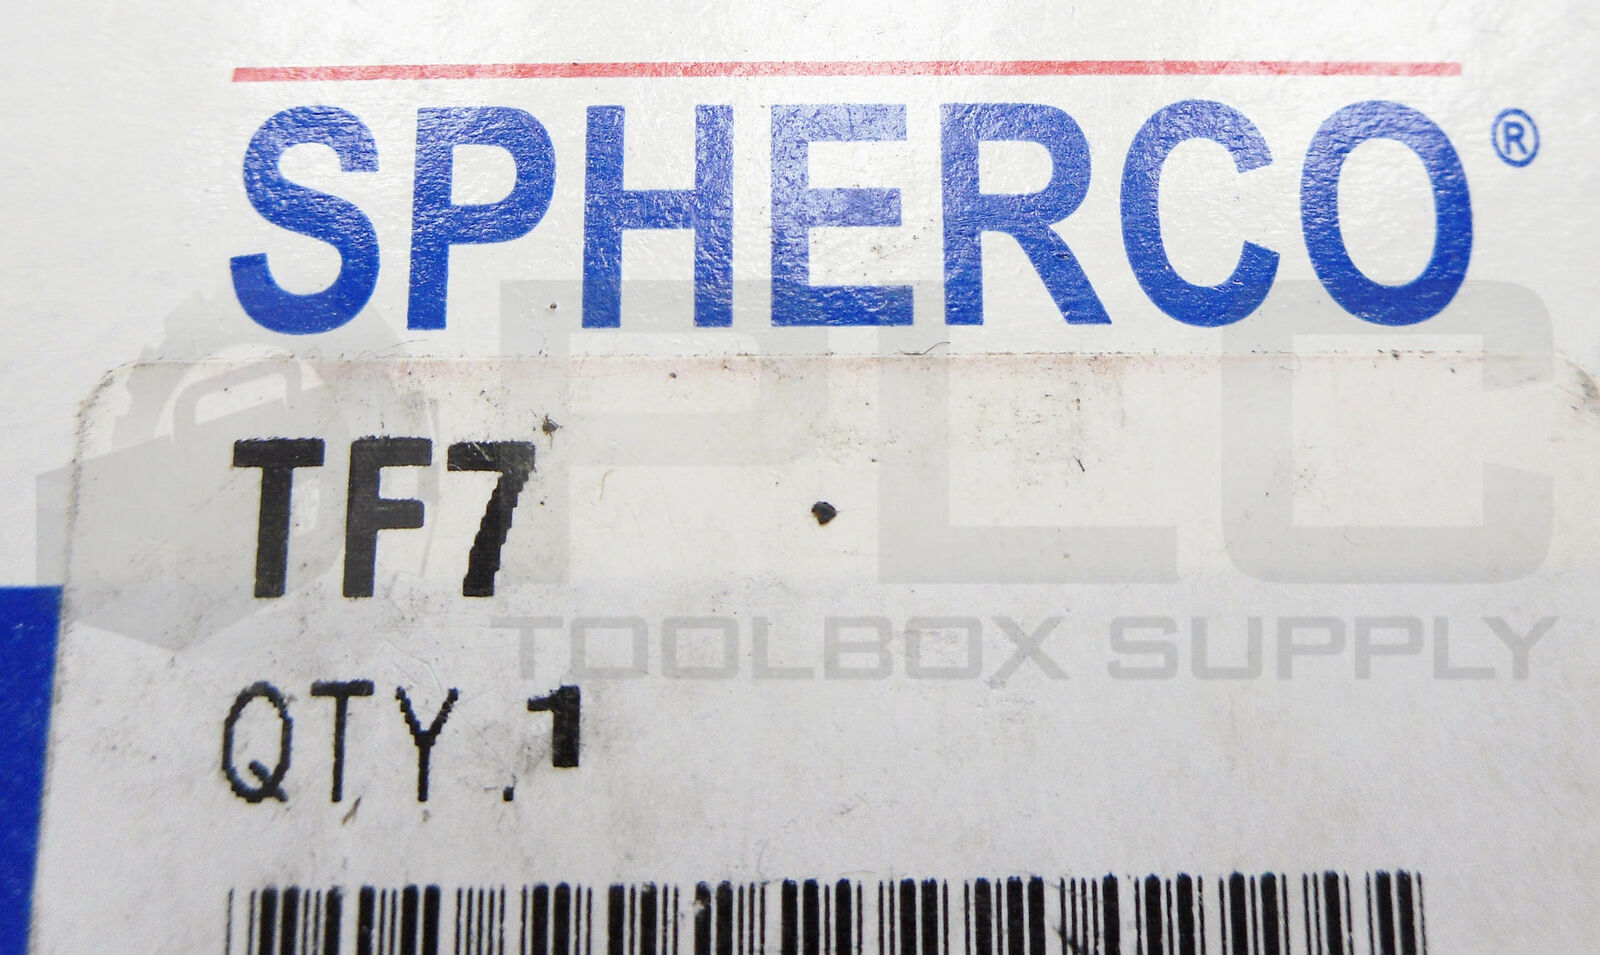 SPHERCO®
PLC
TOOLBOX SUPPLY
TF7
QTY. 1